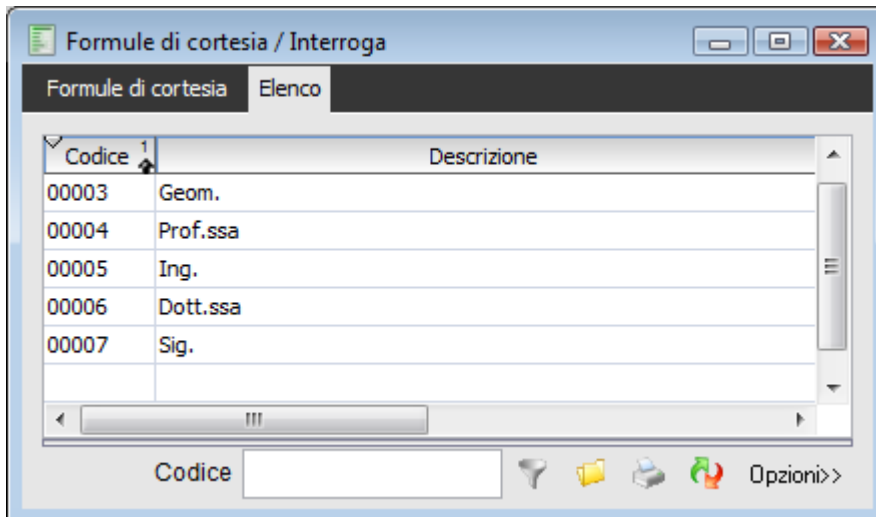 Formule di cortesia / Interroga
Formule di cortesia Elenco
Codice 1 Descrizione
00003 Geom.
00004 Prof.ssa
00005 Ing.
00006 Dott.ssa
00007 Sig.
Codice Opzioni>>